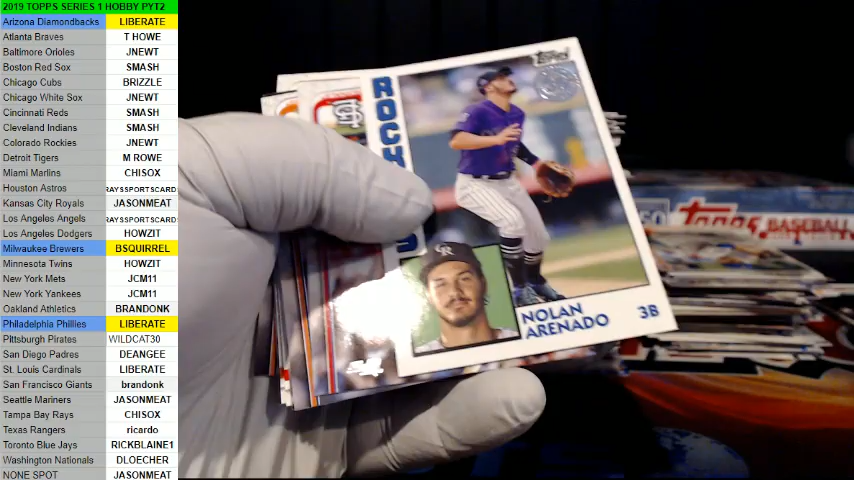 2019 TOPPS SERIES 1 HOBBY PYT2
Arizona Diamondbacks LIBERATE
Atlanta Braves T HOWE
Baltimore Orioles JNEWT
Boston Red Sox SMASH
Chicago Cubs BRIZZLE
Chicago White Sox JNEWT
Cincinnati Reds SMASH
Cleveland Indians SMASH
Colorado Rockies JNEWT
Detroit Tigers M ROWE
Miami Marlins CHISOX
Houston Astros RAYSSPORTSCARD
Kansas City Royals JASONMEAT
Los Angeles Angels RAYSSPORTSCARD
Los Angeles Dodgers HOWZIT
Milwaukee Brewers BSQUIRREL
Minnesota Twins HOWZIT
New York Mets JCM11
New York Yankees JCM11
Oakland Athletics BRANDONK
Philadelphia Phillies LIBERATE
Pittsburgh Pirates WILDCAT30
San Diego Padres DEANGEE
St. Louis Cardinals LIBERATE
San Francisco Giants brandonk
Seattle Mariners JASONMEAT
Tampa Bay Rays CHISOX
Texas Rangers ricardo
Toronto Blue Jays RICKBLAINE1
Washington Nationals DLOECHER
NONE SPOT JASONMEAT
Topps
ROCK
S
CR
NOLAN
ARENADO 3B
Topps BASEBALL